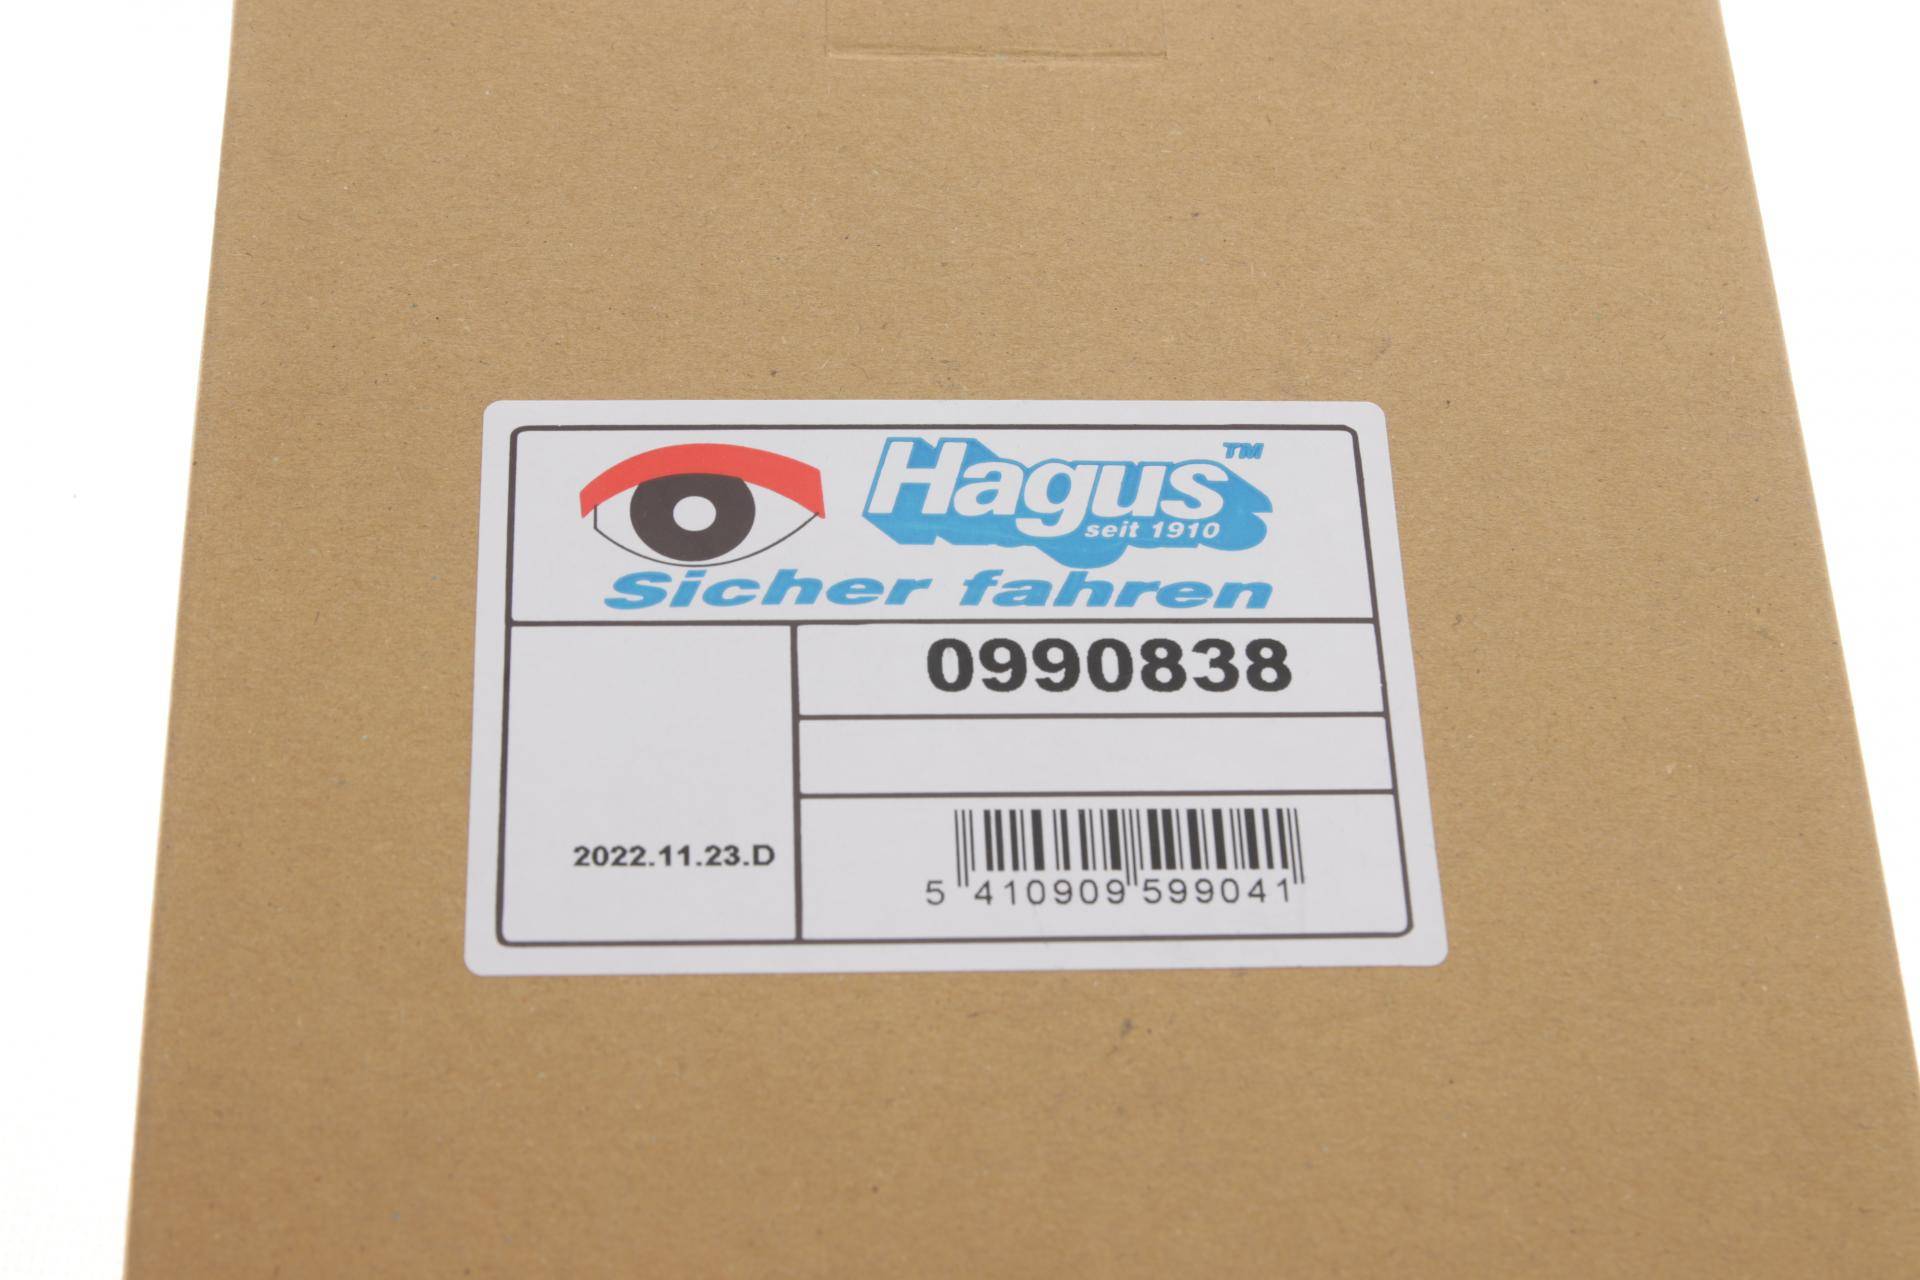 Hagus™
seit 1910
Sicher fahren
0990838
2022.11.23.D
5 410909 599041